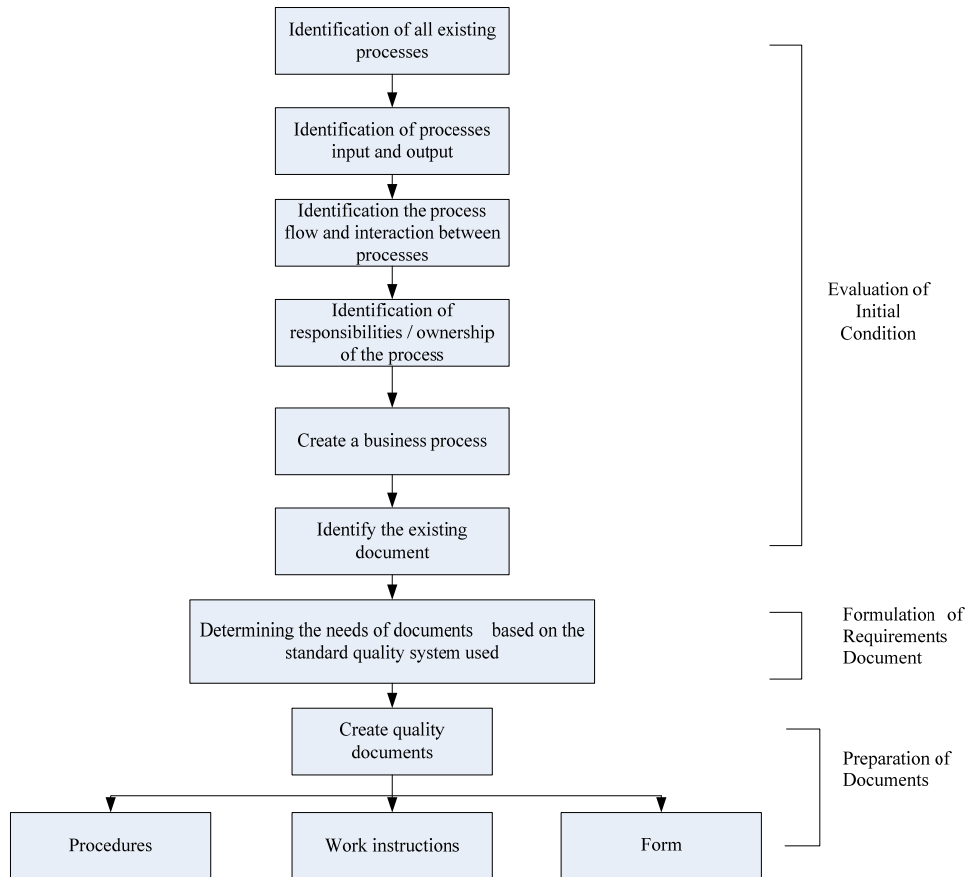 Identification of all existing
processes
Identification of processes
input and output
Identification the process
flow and interaction between
processes
Identification of
responsibilities / ownership
of the process
Evaluation of
Initial
Condition
Create a business process
Identify the existing
document
Determining the needs of documents based on the
standard quality system used
Formulation of
Requirements
Document
Create quality
documents
Preparation of
Documents
Procedures
Work instructions
Form